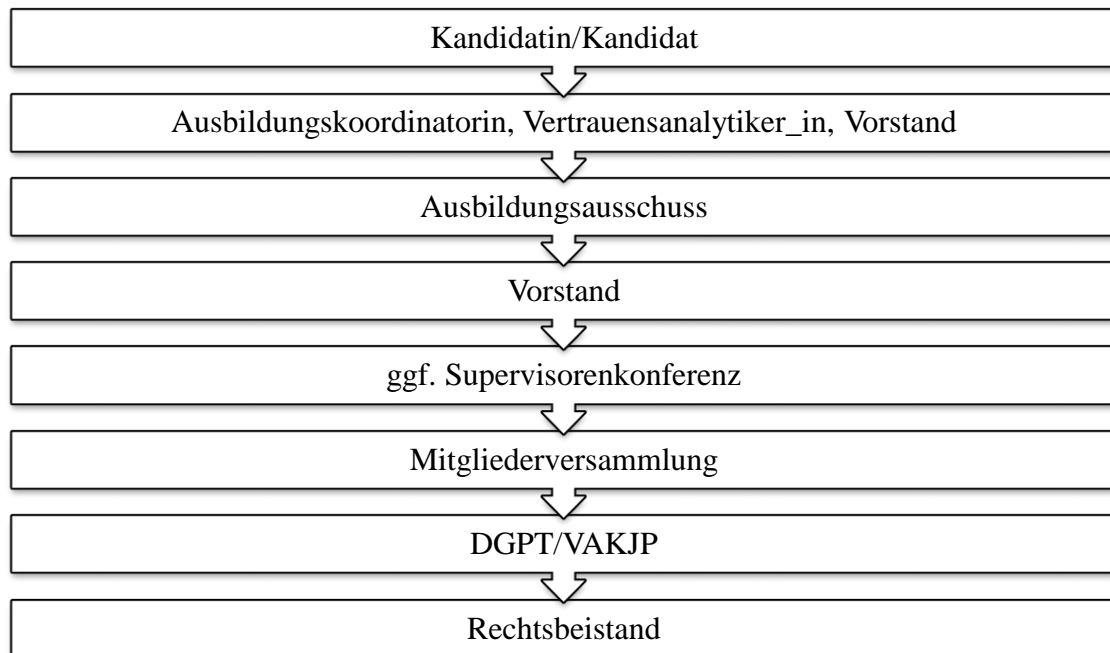 Kandidatin/Kandidat
Ausbildungskoordinatorin, Vertrauensanalytiker_in, Vorstand
Ausbildungsausschuss
Vorstand
ggf. Supervisorenkonferenz
Mitgliederversammlung
DGPT/VAKJP
Rechtsbeistand